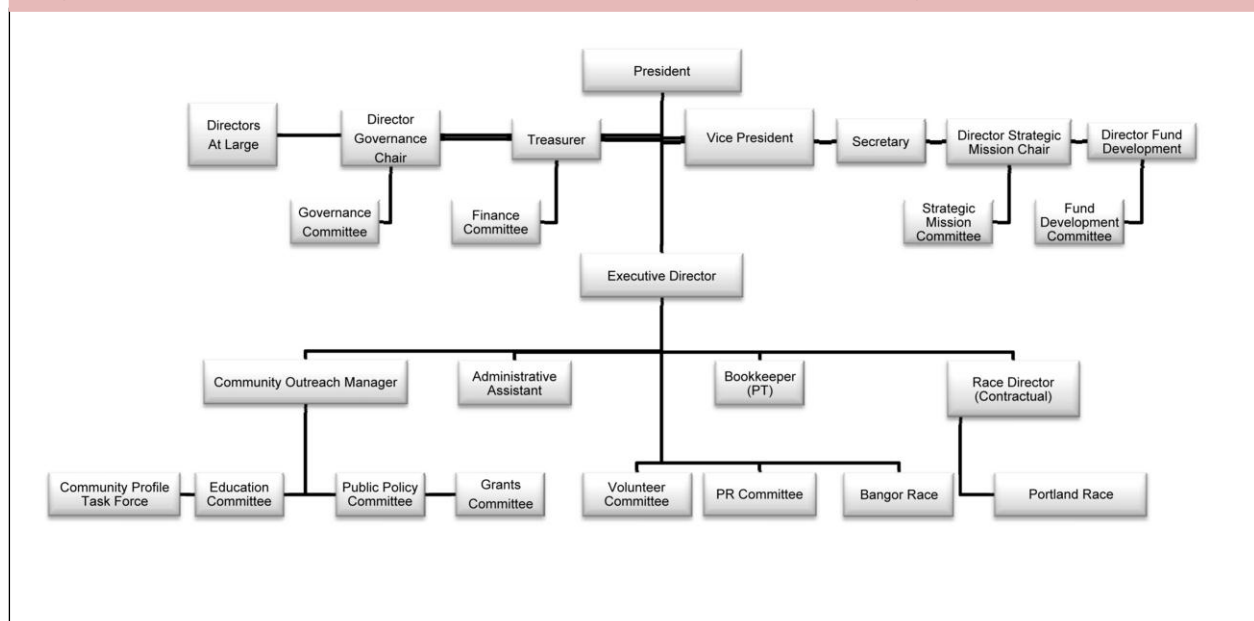 President
Directors
At Large
Director
Governance
Chair
Treasurer
Vice President
Secretary
Director Strategic
Mission Chair
Director Fund
Development
Governance
Committee
Finance
Committee
Strategic
Mission
Committee
Fund
Development
Committee
Executive Director
Community Outreach Manager
Administrative
Assistant
Bookkeeper
(PT)
Race Director
(Contractual)
Community Profile
Task Force
Education
Committee
Public Policy
Committee
Grants
Committee
Volunteer
Committee
PR Committee
Bangor Race
Portland Race